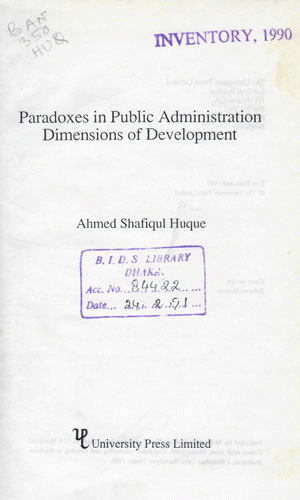 BAN
350
HUQ
INVENTORY, 1990
Paradoxes in Public Administration
Dimensions of Development
Ahmed Shafiqul Huque
B. I. D. S LIBRARY
DHAKA.
Acc. No. 84422
Date... 24. 2. 91
University Press Limited